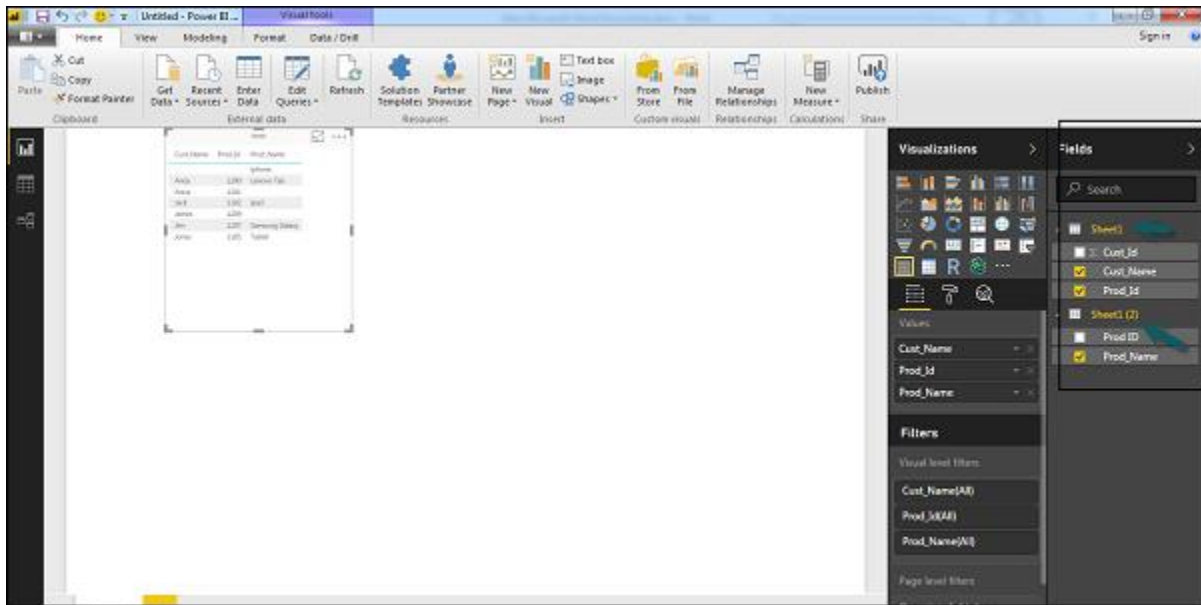 Untitled - Power BI ...
Visual Tools
Home View Modeling Format Data / Drill
Sign in
Paste
Cut
Copy
Format Painter
Clipboard
Get Data
Recent Sources
Enter Data
Edit Queries
External data
Refresh
Solution Templates
Partner Showcase
Resources
New Page
New Visual
Text box
Image
Shapes
Insert
From Store
From File
Custom visuals
Manage Relationships
Relationships
New Measure
Calculations
Publish
Share
Cust_Name Prod_Id Prod_Name
Iphone
Lenovo Tab
Samsung Galaxy
Tablet
Visualizations
Values
Cust_Name
Prod_Id
Prod_Name
Filters
Visual level filters
Cust_Name(All)
Prod_Id(All)
Prod_Name(All)
Page level filters
Fields
Search
Sheet1
Σ Cust_Id
Cust_Name
Prod_Id
Sheet1 (2)
Prod ID
Prod_Name